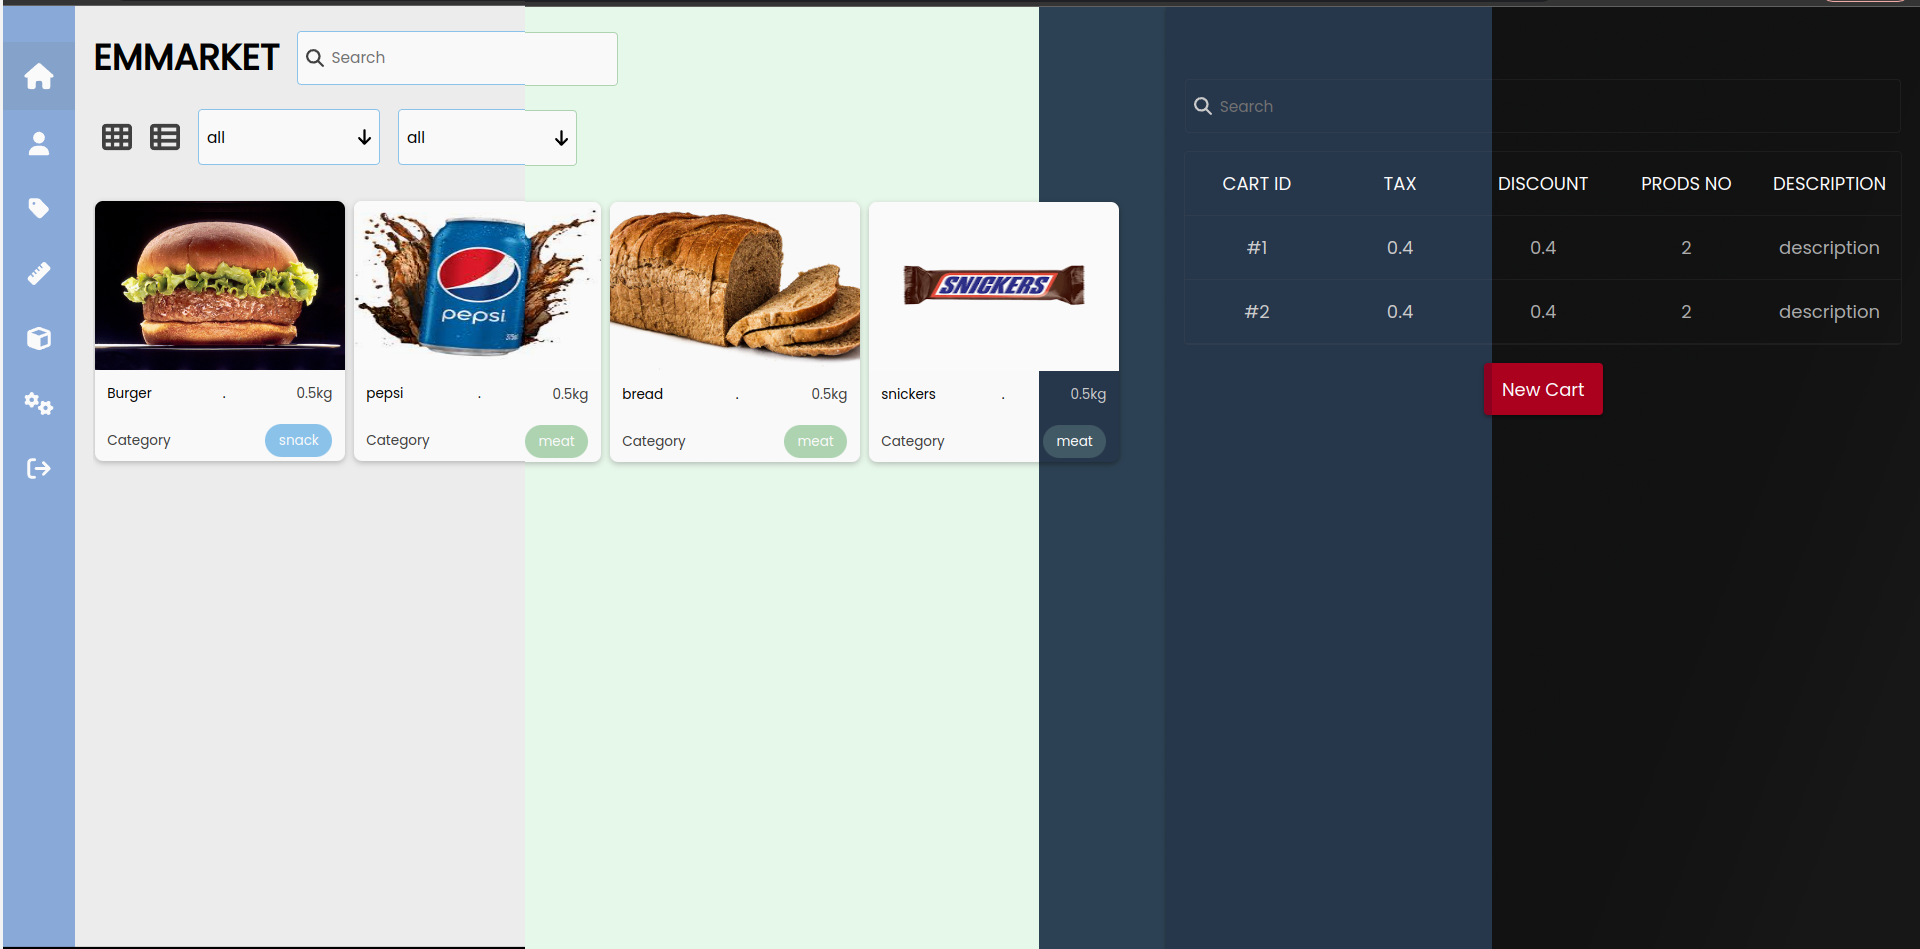 EMMARKET
Search
all
all
pepsi
SNICKERS
Burger . 0.5kg
Category snack
pepsi . 0.5kg
Category meat
bread . 0.5kg
Category meat
snickers . 0.5kg
Category meat
Search
CART ID TAX DISCOUNT PRODS NO DESCRIPTION
#1 0.4 0.4 2 description
#2 0.4 0.4 2 description
New Cart